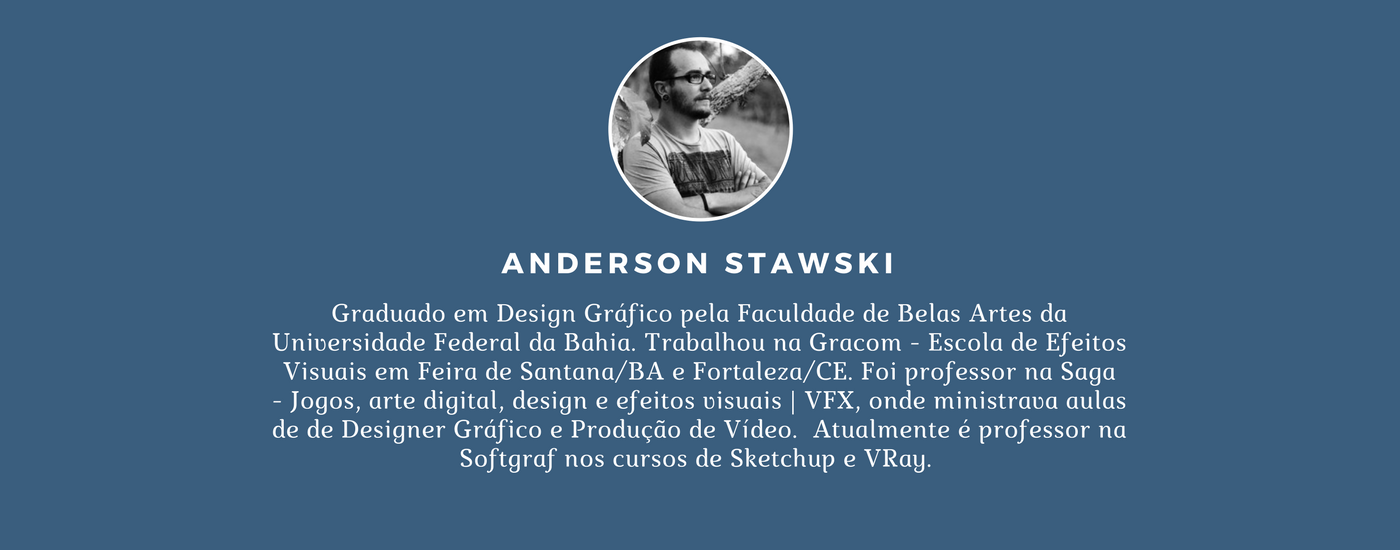 ANDERSON STAWSKI
Graduado em Design Gráfico pela Faculdade de Belas Artes da
Universidade Federal da Bahia. Trabalhou na Gracom - Escola de Efeitos
Visuais em Feira de Santana/BA e Fortaleza/CE. Foi professor na Saga
- Jogos, arte digital, design e efeitos visuais | VFX, onde ministrava aulas
de de Designer Gráfico e Produção de Vídeo.  Atualmente é professor na
Softgraf nos cursos de Sketchup e VRay.